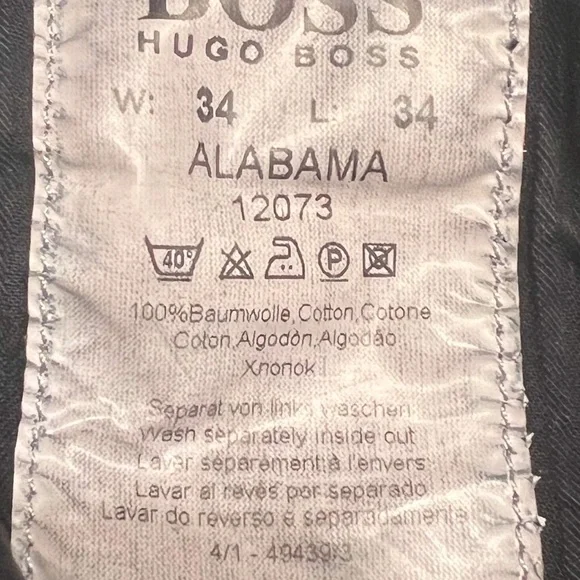 BOSS
HUGO BOSS
W: 34 L: 34
ALABAMA
12073
40° P
100%Baumwolle,Cotton,Cotone
Coton,Algodòn,Algodão
Хлопок
Separat von links waschen
Wash separately inside out
Laver séparément à l'envers
Lavar al revés por separado
Lavar do reverso e separadamente
4/1 - 49439/3